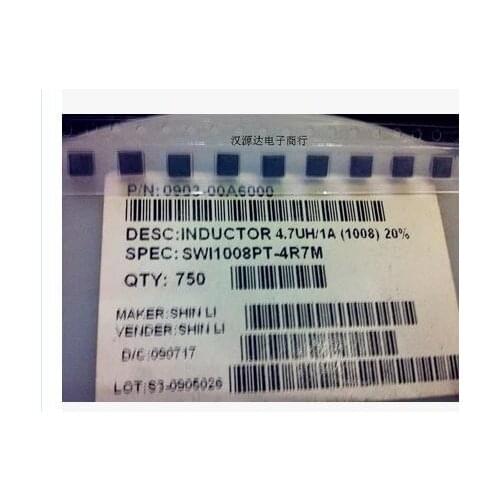 汉源达电子商行
P/N: 0903-00A6000
DESC:INDUCTOR 4.7UH/1A (1008) 20%
SPEC: SWI1008PT-4R7M
QTY: 750
MAKER:SHIN LI
VENDER:SHIN LI
D/C:090717
LOT:S3-0905026